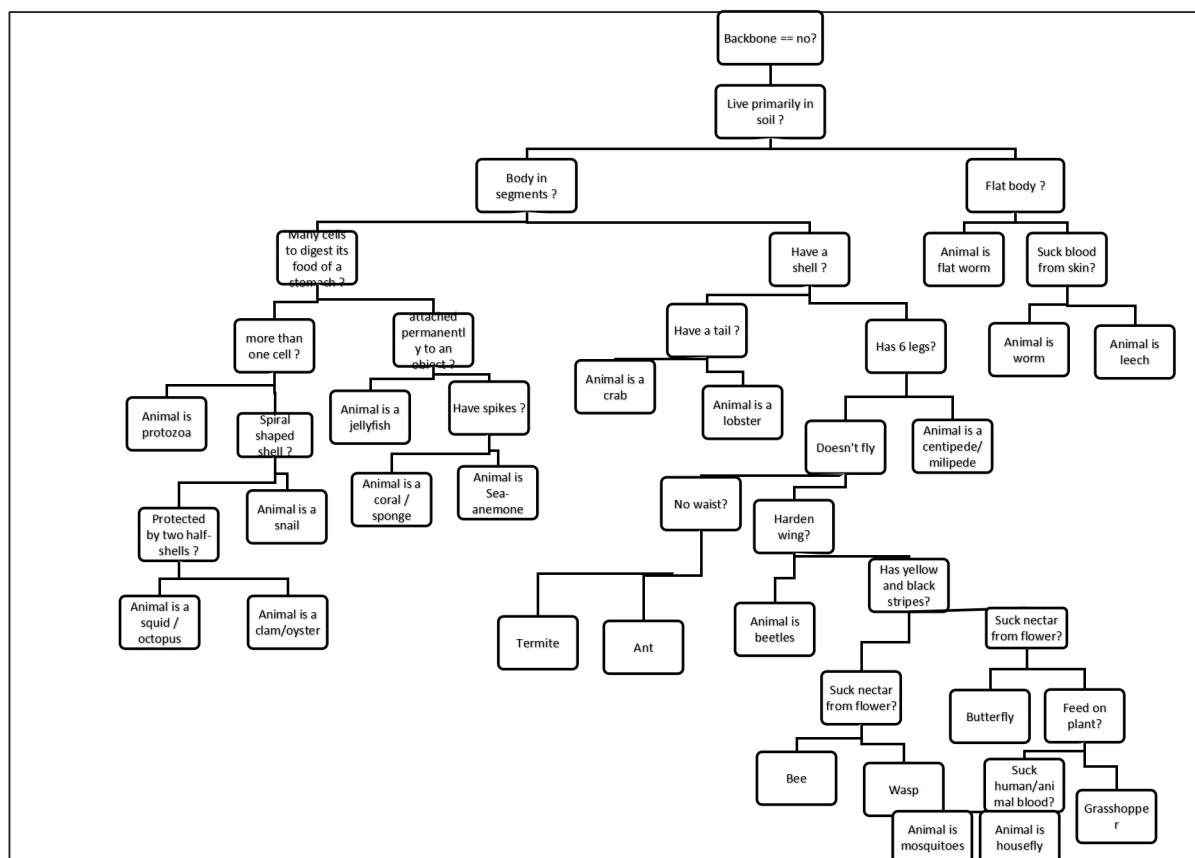 Backbone == no?
Live primarily in
soil ?
Body in
segments ?
Flat body ?
Many cells
to digest its
food of a
stomach ?
Have a
shell ?
Animal is
flat worm
Suck blood
from skin?
more than
one cell ?
attached
permanentl
y to an
object ?
Have a tail ?
Has 6 legs?
Animal is
worm
Animal is
leech
Animal is
protozoa
Spiral
shaped
shell ?
Animal is a
jellyfish
Have spikes ?
Animal is a
crab
Animal is a
lobster
Doesn't fly
Animal is a
centipede/
milipede
Protected
by two half-
shells ?
Animal is a
snail
Animal is a
coral /
sponge
Animal is
Sea-
anemone
No waist?
Harden
wing?
Animal is a
squid /
octopus
Animal is a
clam/oyster
Termite
Ant
Animal is
beetles
Has yellow
and black
stripes?
Suck nectar
from flower?
Suck nectar
from flower?
Butterfly
Feed on
plant?
Bee
Wasp
Suck
human/ani
mal blood?
Grasshoppe
r
Animal is
mosquitoes
Animal is
housefly